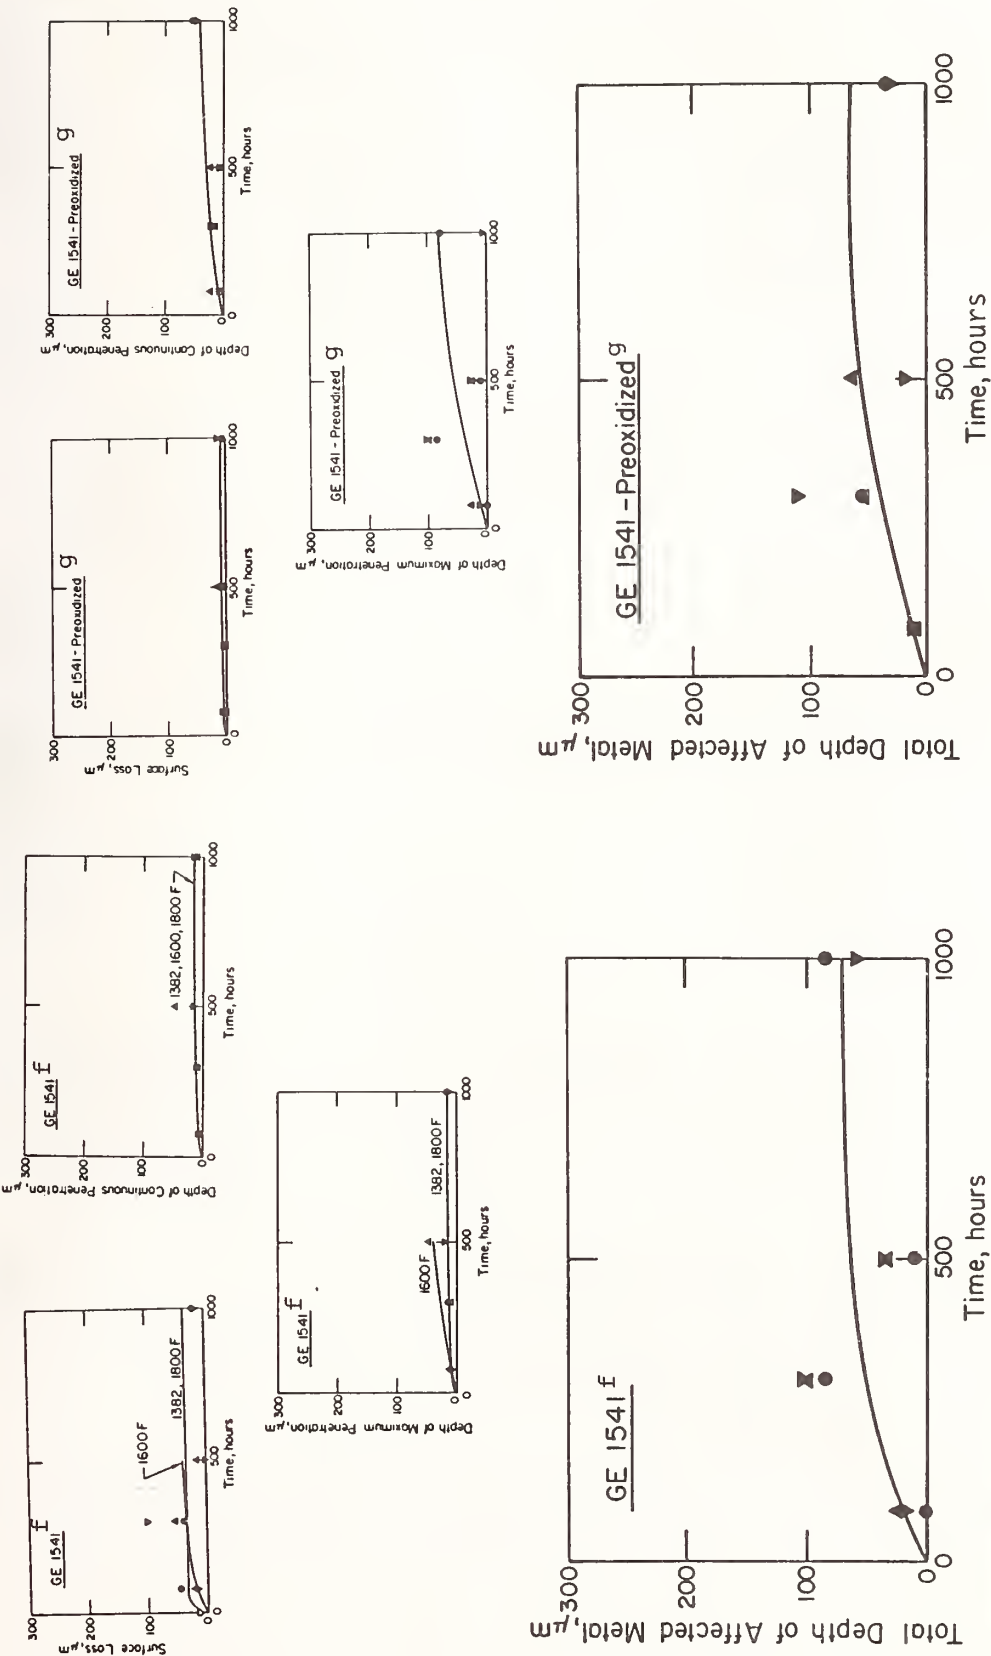 Surface Loss, μm
300
200
100
0
GE 1541 f
1600 F
1382, 1800 F
0
500
1000
Time, hours
Depth of Continuous Penetration, μm
300
200
100
0
GE 1541 f
1382, 1600, 1800 F
0
500
1000
Time, hours
Surface Loss, μm
300
200
100
0
GE 1541 - Preoxidized g
0
500
1000
Time, hours
Depth of Continuous Penetration, μm
300
200
100
0
GE 1541 - Preoxidized g
0
500
1000
Time, hours
Depth of Maximum Penetration, μm
300
200
100
0
GE 1541 f
1600 F
1382, 1800 F
0
500
1000
Time, hours
Depth of Maximum Penetration, μm
300
200
100
0
GE 1541 - Preoxidized g
0
500
1000
Time, hours
Total Depth of Affected Metal, μm
300
200
100
0
GE 1541 f
0
500
1000
Time, hours
Total Depth of Affected Metal, μm
300
200
100
0
GE 1541 - Preoxidized g
0
500
1000
Time, hours